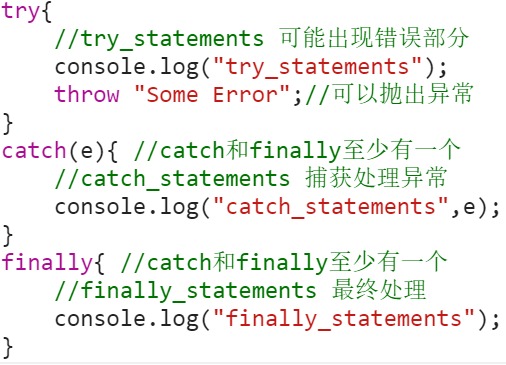 try{
    //try_statements 可能出现错误部分
    console.log("try_statements");
    throw "Some Error";//可以抛出异常
}
catch(e){ //catch和finally至少有一个
    //catch_statements 捕获处理异常
    console.log("catch_statements",e);
}
finally{ //catch和finally至少有一个
    //finally_statements 最终处理
    console.log("finally_statements");
}